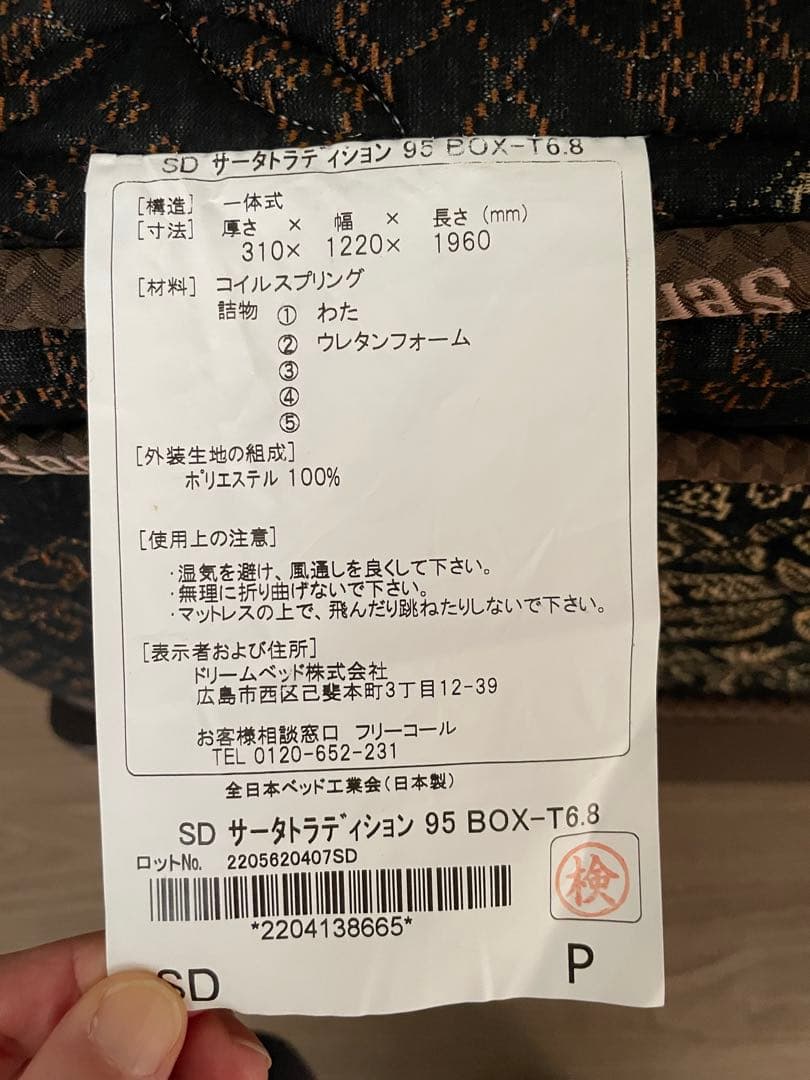 SD サータトラディション 95 BOX-T6.8
[構造] 一体式
[寸法] 厚さ × 幅 × 長さ (mm)
310× 1220× 1960
[材料] コイルスプリング
詰物 ① わた
② ウレタンフォーム
③
④
⑤
[外装生地の組成]
ポリエステル 100%
[使用上の注意]
・湿気を避け、風通しを良くして下さい。
・無理に折り曲げないで下さい。
・マットレスの上で、飛んだり跳ねたりしないで下さい。
[表示者および住所]
ドリームベッド株式会社
広島市西区己斐本町3丁目12-39
お客様相談窓口 フリーコール
TEL 0120-652-231
全日本ベッド工業会(日本製)
SD サータトラディション 95 BOX-T6.8
ロットNo. 2205620407SD
*2204138665*
検
SD P
Ser